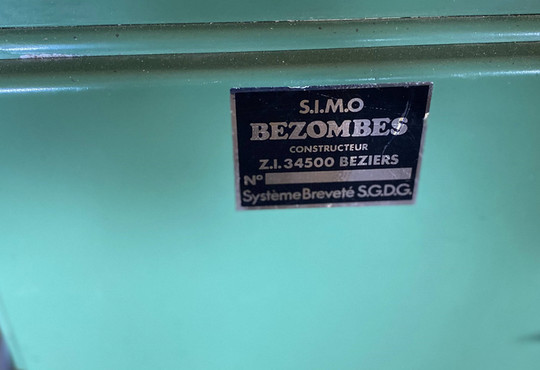 S.I.M.O
BEZOMBES
CONSTRUCTEUR
Z.I. 34500 BEZIERS
N°
Système Breveté S.G.D.G.